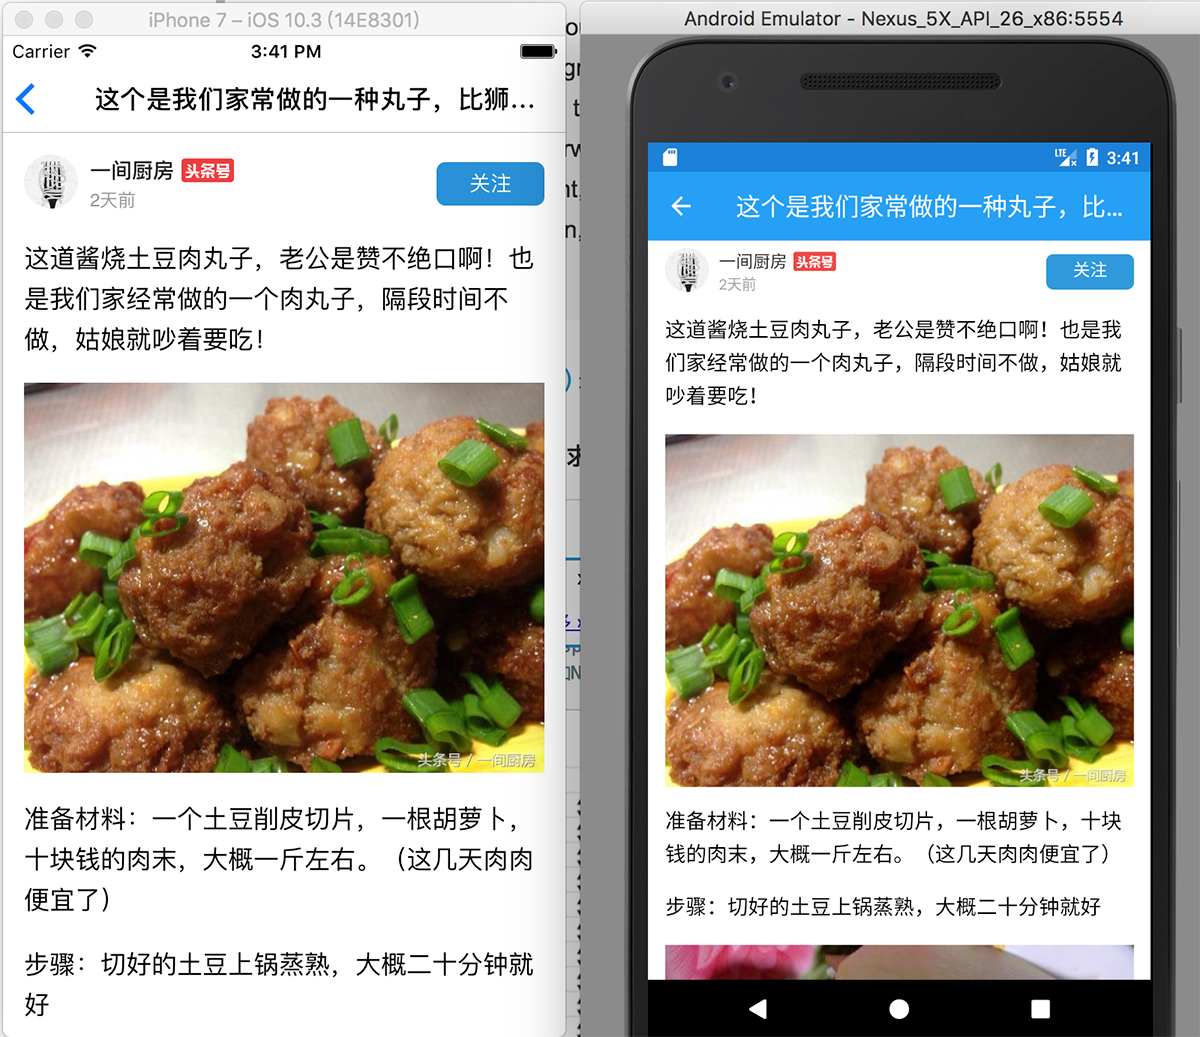 iPhone 7 – iOS 10.3 (14E8301)
Carrier
3:41 PM
这个是我们家常做的一种丸子，比狮…
一间厨房 头条号
2天前
关注
这道酱烧土豆肉丸子，老公是赞不绝口啊！也
是我们家经常做的一个肉丸子，隔段时间不
做，姑娘就吵着要吃！
头条号 / 一间厨房
准备材料：一个土豆削皮切片，一根胡萝卜，
十块钱的肉末，大概一斤左右。（这几天肉肉
便宜了）
步骤：切好的土豆上锅蒸熟，大概二十分钟就
好
Android Emulator - Nexus_5X_API_26_x86:5554
LTE
3:41
这个是我们家常做的一种丸子，比…
一间厨房 头条号
2天前
关注
这道酱烧土豆肉丸子，老公是赞不绝口啊！也是我
们家经常做的一个肉丸子，隔段时间不做，姑娘就
吵着要吃！
头条号 / 一间厨房
准备材料：一个土豆削皮切片，一根胡萝卜，十块
钱的肉末，大概一斤左右。（这几天肉肉便宜了）
步骤：切好的土豆上锅蒸熟，大概二十分钟就好